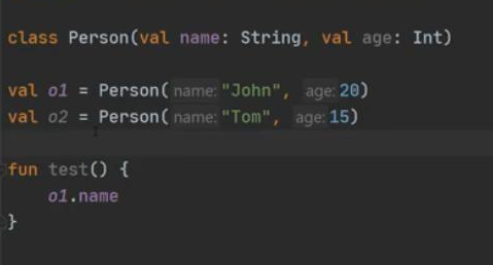 class Person(val name: String, val age: Int)
val o1 = Person( name: "John", age: 20)
val o2 = Person( name: "Tom", age: 15)
fun test() {
o1.name
}